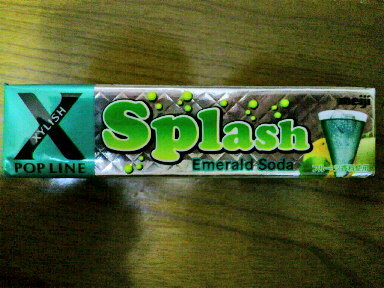 X
XYLISH
POP LINE
Splash
Emerald Soda